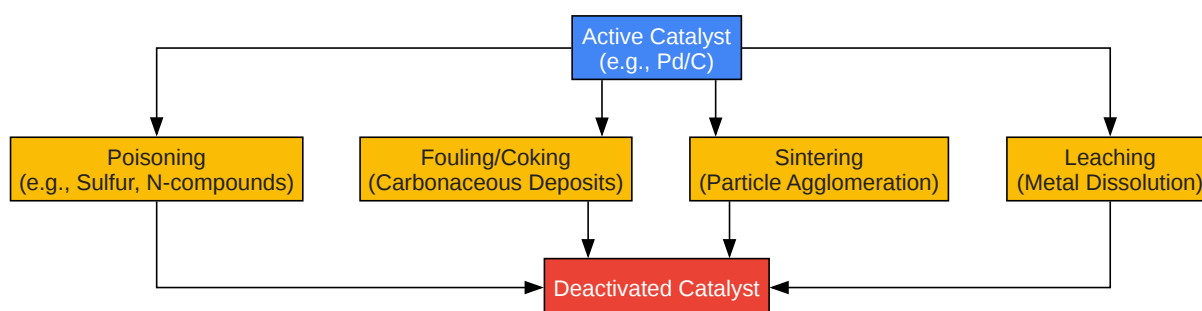 Active Catalyst
(e.g., Pd/C)
Poisoning
(e.g., Sulfur, N-compounds)
Fouling/Coking
(Carbonaceous Deposits)
Sintering
(Particle Agglomeration)
Leaching
(Metal Dissolution)
Deactivated Catalyst